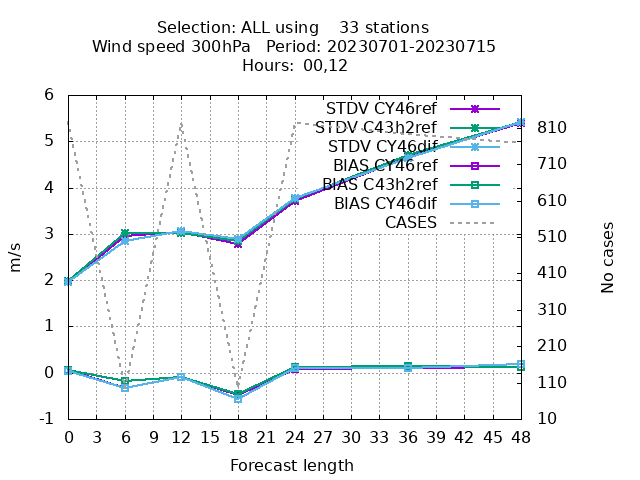 Selection: ALL using    33 stations
Wind speed 300hPa   Period: 20230701-20230715
Hours:  00,12
STDV CY46ref
STDV C43h2ref
STDV CY46dif
BIAS CY46ref
BIAS C43h2ref
BIAS CY46dif
CASES
6
5
4
3
2
1
0
-1
m/s
810
710
610
510
410
310
210
110
10
No cases
0 3 6 9 12 15 18 21 24 27 30 33 36 39 42 45 48
Forecast length